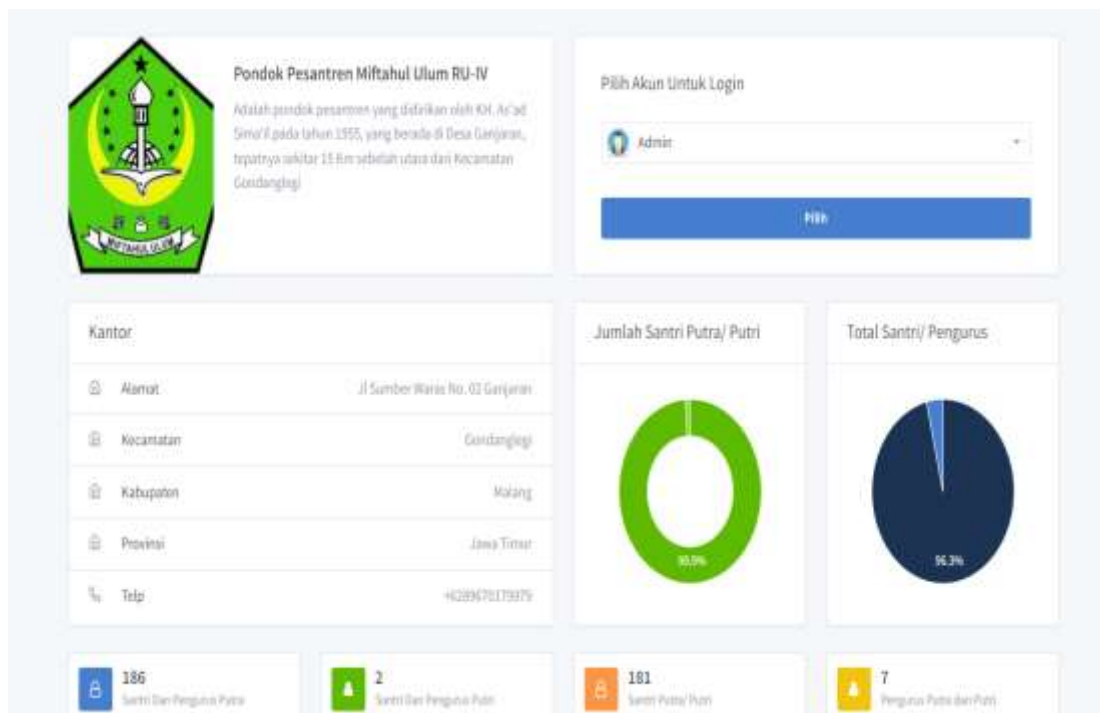 Pondok Pesantren Miftahul Ulum RU-IV
Adalah pondok pesantren yang didirikan oleh KH. As'ad
Sima'il pada tahun 1955, yang berada di Desa Ganjaran,
tepatnya sekitar 15 Km sebelah utara dari Kecamatan
Gondanglegi
MIFTAHUL ULUM
Pilih Akun Untuk Login
Admin
Pilih
Kantor
Alamat
Jl Sumber Waras No. 02 Ganjaran
Kecamatan
Gondanglegi
Kabupaten
Malang
Provinsi
Jawa Timur
Telp
Jumlah Santri Putra/ Putri
Total Santri/ Pengurus
96.3%
186
Santri Dan Pengurus Putra
2
Santri Dan Pengurus Putri
181
Santri Putra/ Putri
7
Pengurus Putra dan Putri